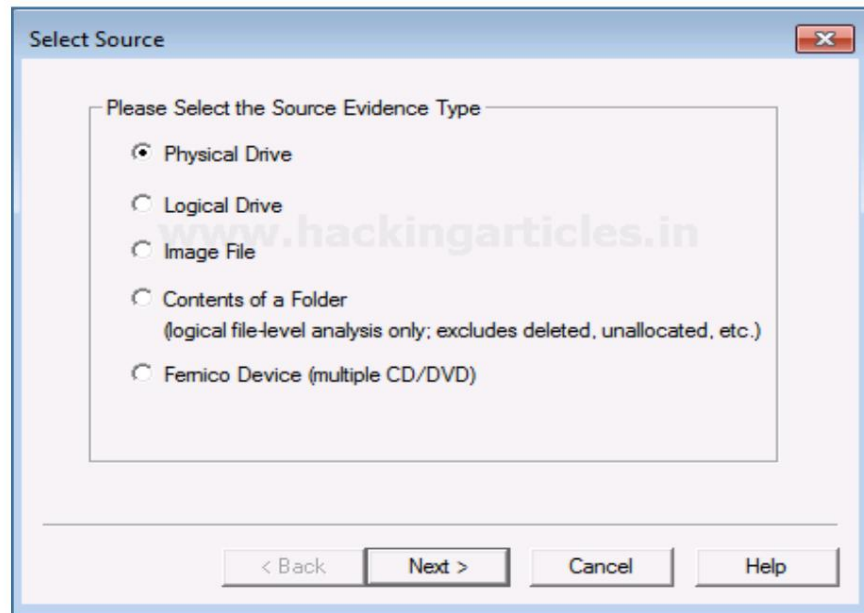 Select Source
Please Select the Source Evidence Type
Physical Drive
Logical Drive
www.hackingarticles.in
Image File
Contents of a Folder
(logical file-level analysis only; excludes deleted, unallocated, etc.)
Fernico Device (multiple CD/DVD)
< Back
Next >
Cancel
Help